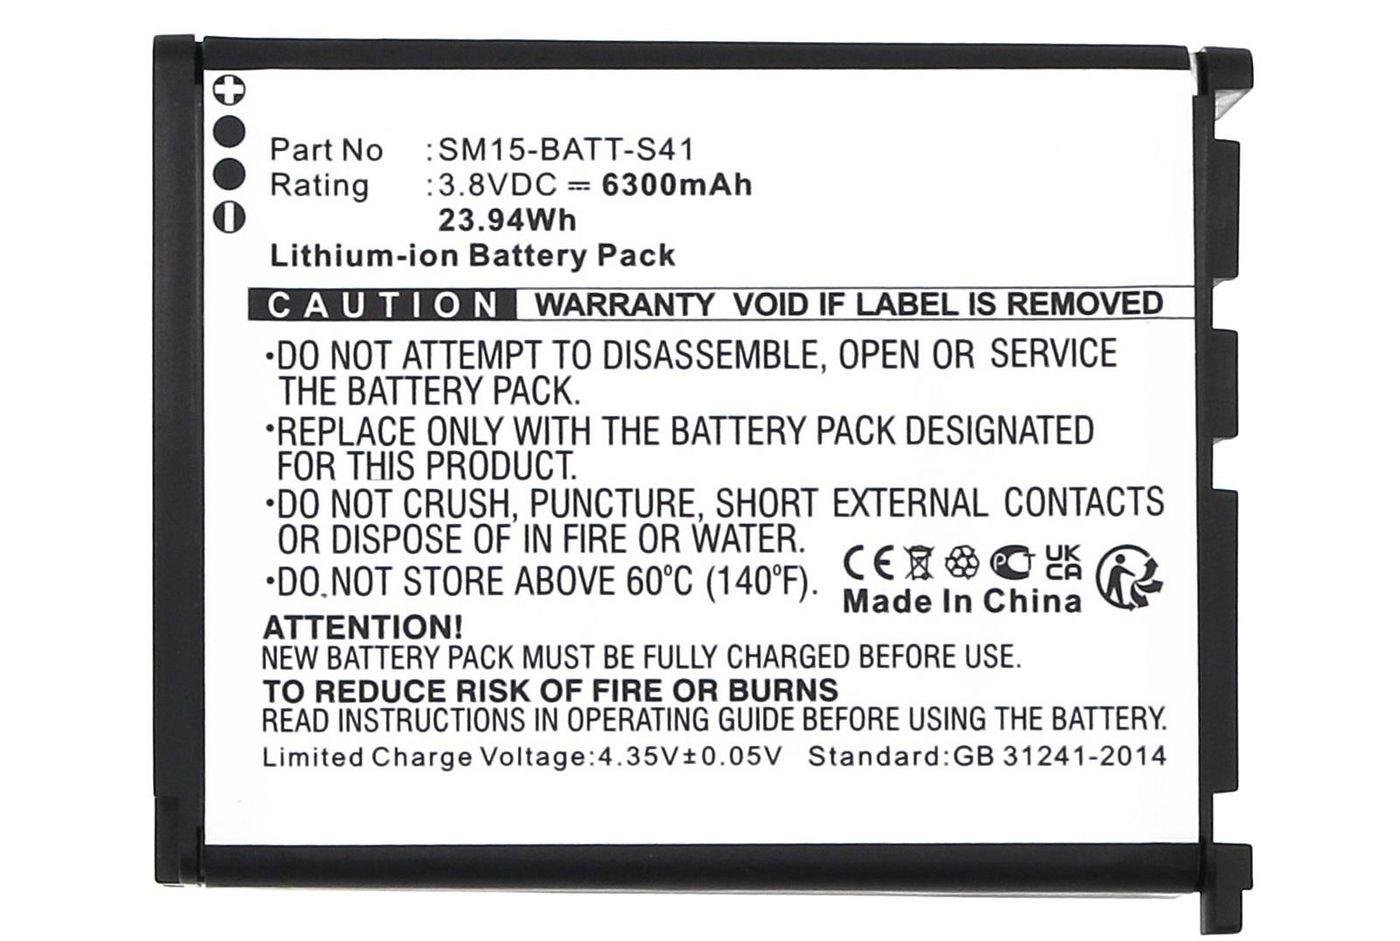 Part No :SM15-BATT-S41
Rating :3.8VDC ⎓ 6300mAh
23.94Wh
Lithium-ion Battery Pack
CAUTION WARRANTY VOID IF LABEL IS REMOVED
•DO NOT ATTEMPT TO DISASSEMBLE, OPEN OR SERVICE
THE BATTERY PACK.
•REPLACE ONLY WITH THE BATTERY PACK DESIGNATED
FOR THIS PRODUCT.
•DO NOT CRUSH, PUNCTURE, SHORT EXTERNAL CONTACTS
OR DISPOSE OF IN FIRE OR WATER.
•DO NOT STORE ABOVE 60ºC (140ºF).
CE PC UK
CA
Made In China
ATTENTION!
NEW BATTERY PACK MUST BE FULLY CHARGED BEFORE USE.
TO REDUCE RISK OF FIRE OR BURNS
READ INSTRUCTIONS IN OPERATING GUIDE BEFORE USING THE BATTERY.
Limited Charge Voltage:4.35V±0.05V Standard:GB 31241-2014